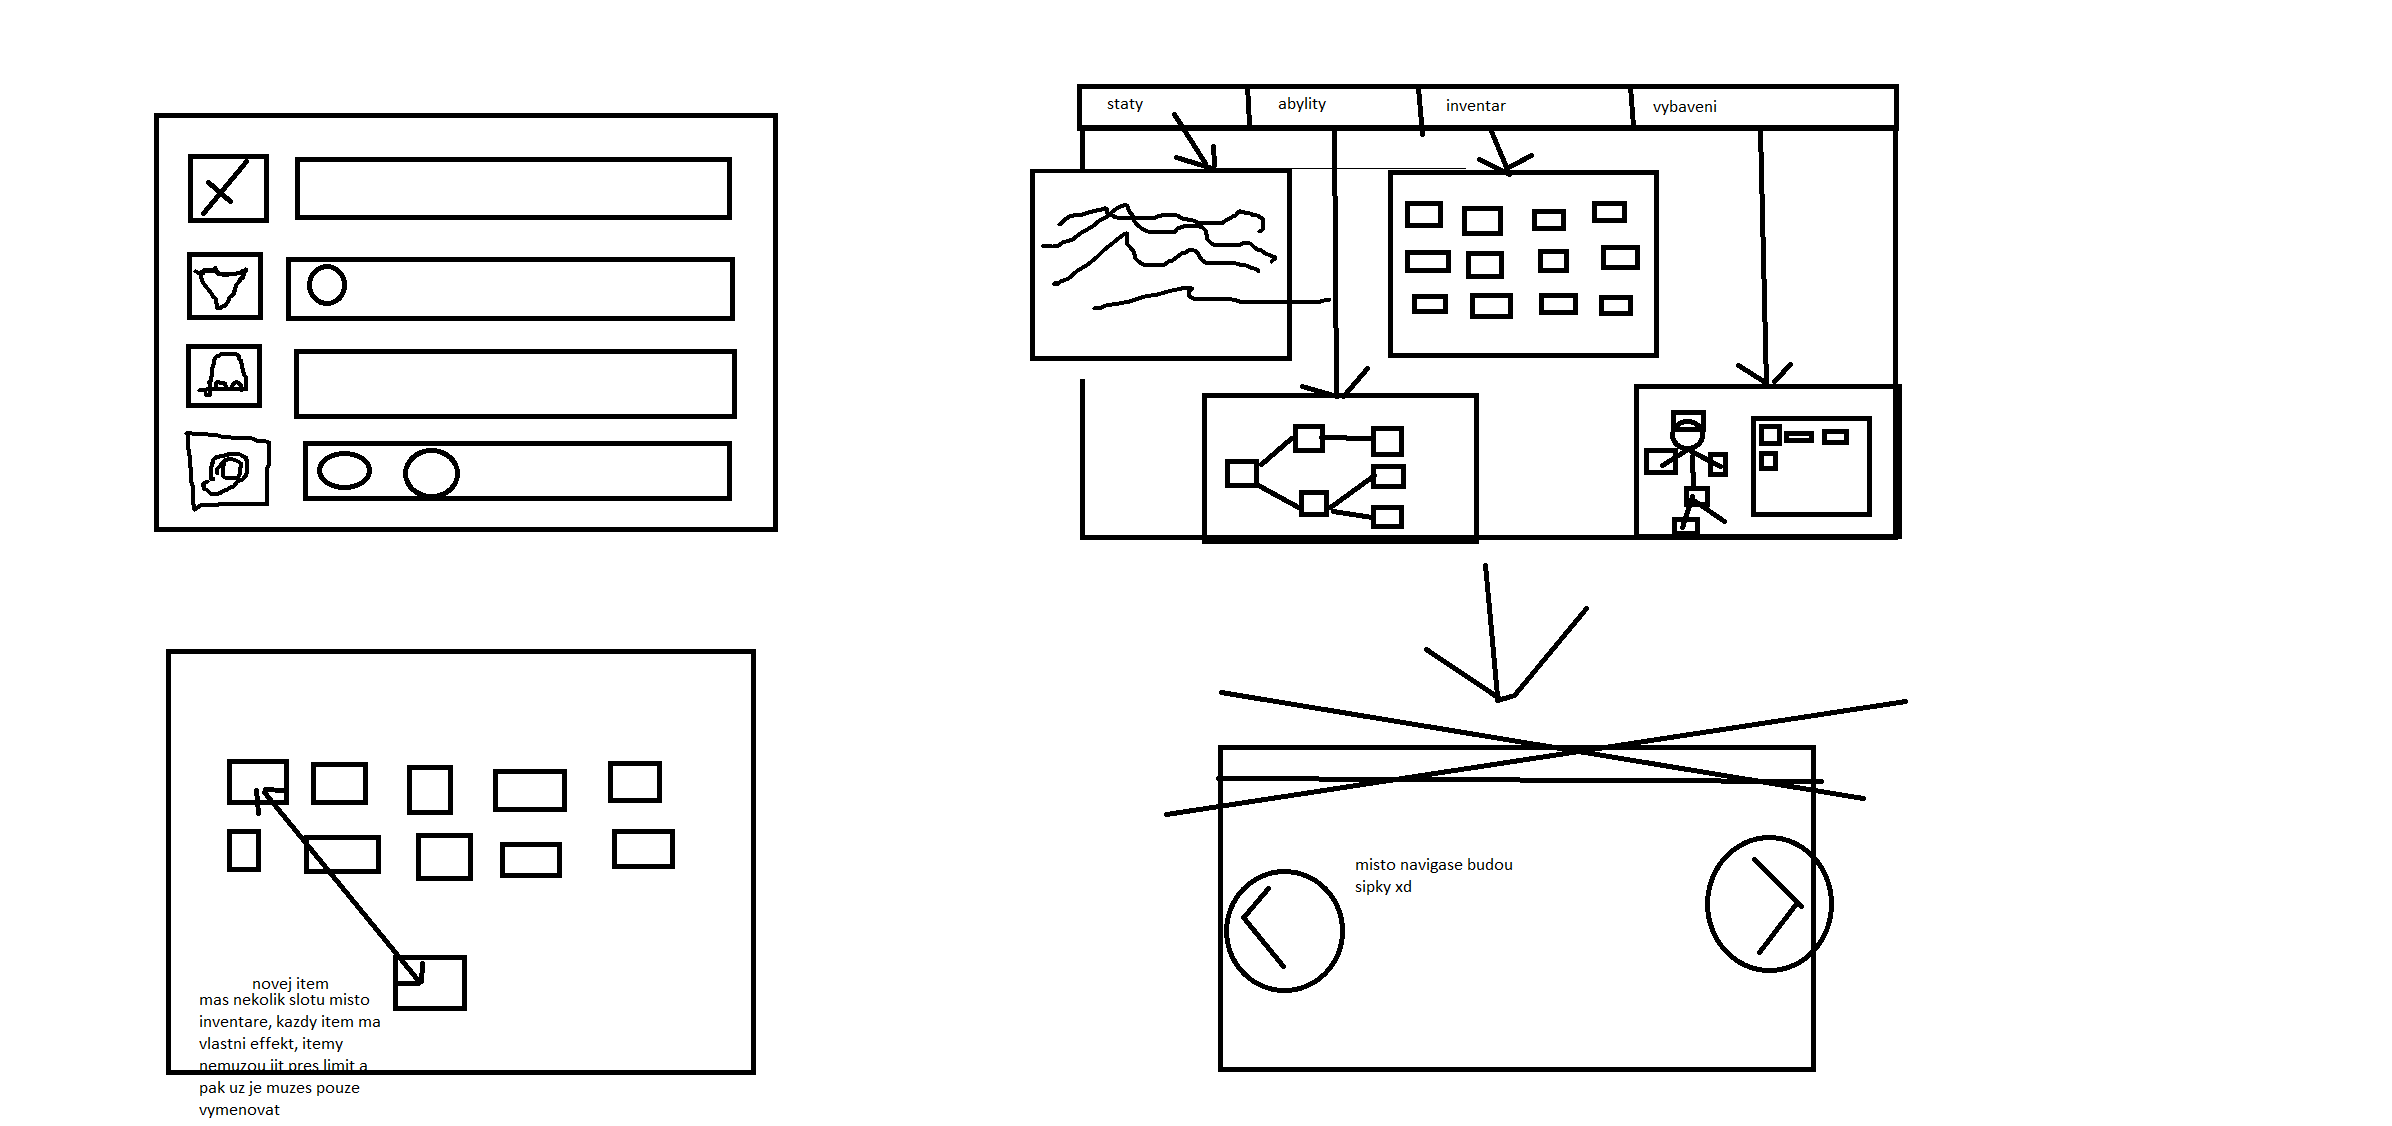 staty
abylity
inventar
vybaveni
misto navigase budou
sipky xd
novej item
mas nekolik slotu misto
inventare, kazdy item ma
vlastni effekt, itemy
nemuzou jit pres limit a
pak uz je muzes pouze
vymenovat